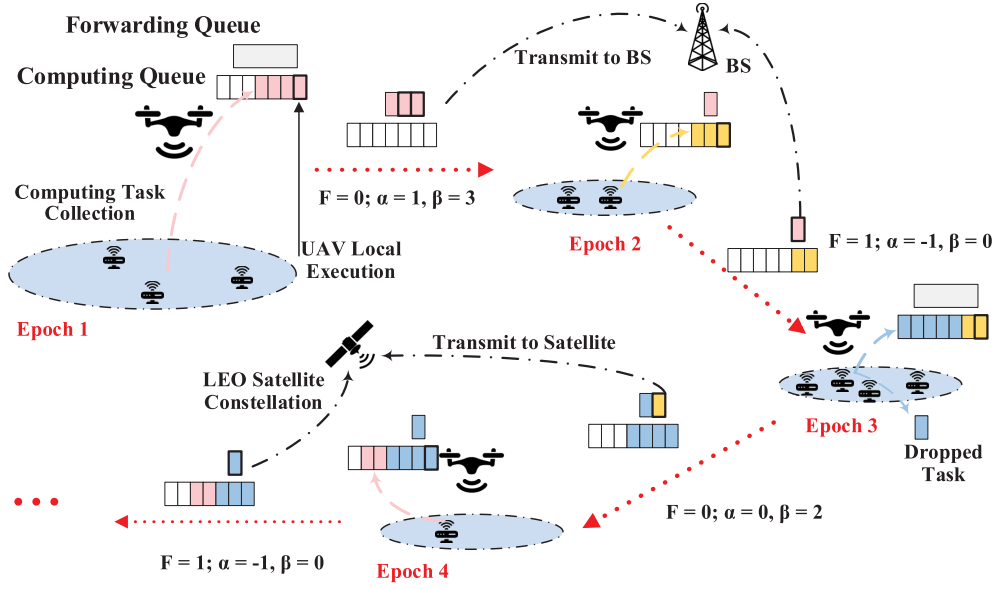 Forwarding Queue
Computing Queue
Transmit to BS
BS
Computing Task
Collection
UAV Local
Execution
F = 0; α = 1, β = 3
Epoch 1
Epoch 2
F = 1; α = -1, β = 0
Transmit to Satellite
LEO Satellite
Constellation
Epoch 3
Dropped
Task
F = 0; α = 0, β = 2
F = 1; α = -1, β = 0
Epoch 4